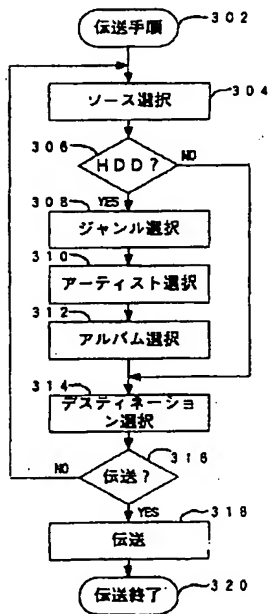 伝送手順
302
ソース選択
304
306
HDD?
NO
YES
308
ジャンル選択
310
アーティスト選択
312
アルバム選択
314
デスティネーション選択
316
伝送?
NO
YES
318
伝送
伝送終了
320